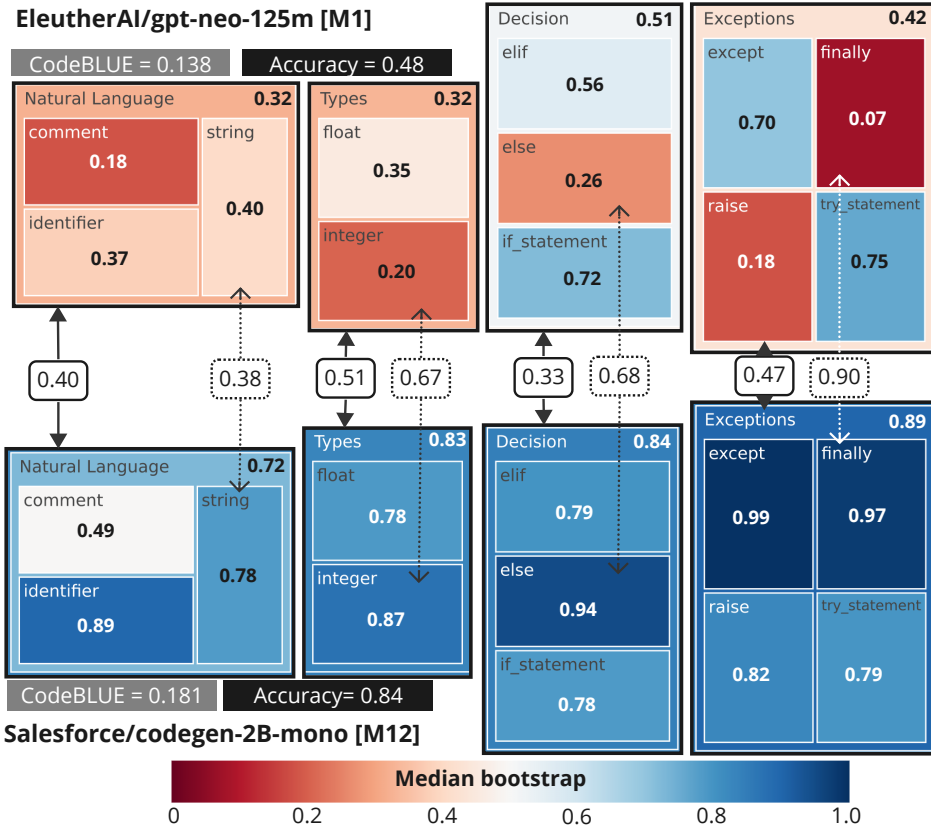 EleutherAI/gpt-neo-125m [M1]
CodeBLUE = 0.138
Accuracy = 0.48
Natural Language 0.32
comment
0.18
string
0.40
identifier
0.37
Types 0.32
float
0.35
integer
0.20
Decision 0.51
elif
0.56
else
0.26
if_statement
0.72
Exceptions 0.42
except
0.70
finally
0.07
raise
0.18
try_statement
0.75
0.40
0.38
0.51
0.67
0.33
0.68
0.47
0.90
Natural Language 0.72
comment
0.49
string
0.78
identifier
0.89
Types 0.83
float
0.78
integer
0.87
Decision 0.84
elif
0.79
else
0.94
if_statement
0.78
Exceptions 0.89
except
0.99
finally
0.97
raise
0.82
try_statement
0.79
CodeBLUE = 0.181
Accuracy= 0.84
Salesforce/codegen-2B-mono [M12]
Median bootstrap
0 0.2 0.4 0.6 0.8 1.0